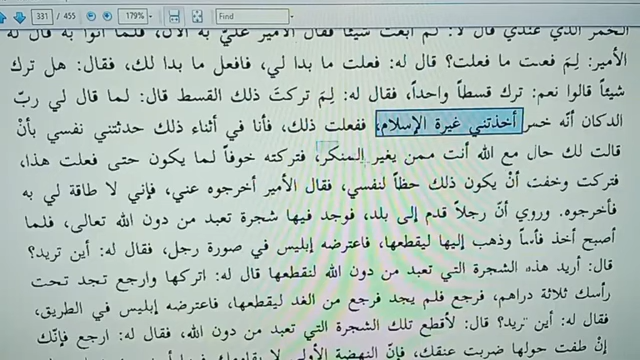 331 / 455 179% Find
الخمر الذي عندي قال لا: لم أبعث شيئاً فقال الأمير عليّ به الآن، فلما أتوا به قال له
الأمير: لِمَ فعلت ما فعلت؟ قال له: فعلت ما بدا لي، فافعل ما بدا لك، فقال: هل ترك
شيئاً قالوا نعم: ترك قسطاً واحداً، فقال له: لِمَ تركتَ ذلك القسط قال: لما قال لي ربّ
الدكان أنّه خمر أخذتني غيرة الإسلام، ففعلت ذلك، فأنا في أثناء ذلك حدثتني نفسي بأنْ
قالت لك حال مع الله أنت ممن يغير المنكر، فتركته خوفاً لما يكون حتى فعلت هذا،
فتركت وخفت أنْ يكون ذلك حظاً لنفسي، فقال الأمير أخرجوه عني، فإني لا طاقة لي به
فأخرجوه. وروي أنّ رجلاً قدم إلى بلد، فوجد فيها شجرة تعبد من دون الله تعالى، فلما
أصبح أخذ فأساً وذهب إليها ليقطعها، فاعترضه إبليس في صورة رجل، فقال له: أين تريد؟
قال: أريد هذه الشجرة التي تعبد من دون الله لنقطعها قال له: اتركها وارجع تجد تحت
رأسك ثلاثة دراهم، فرجع فلم يجد فرجع من الغد ليقطعها، فاعترضه إبليس في الطريق،
فقال له: أين تريد؟ قال: لأقطع تلك الشجرة التي تعبد من دون الله، فقال له: ارجع فإنّك
إنْ طفت حولها ضربت عنقك، فإنّ النهضة الأولى لا